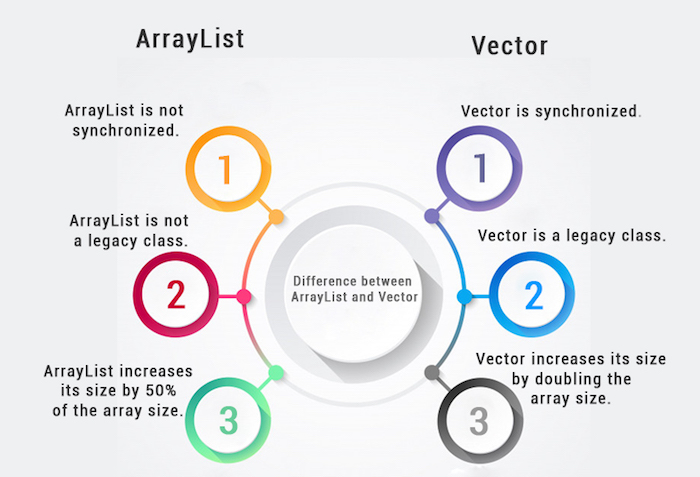 ArrayList
Vector
ArrayList is not
synchronized.
1
Vector is synchronized.
1
ArrayList is not
a legacy class.
2
Vector is a legacy class.
2
Difference between
ArrayList and Vector
ArrayList increases
its size by 50%
of the array size.
3
Vector increases its size
by doubling the
array size.
3